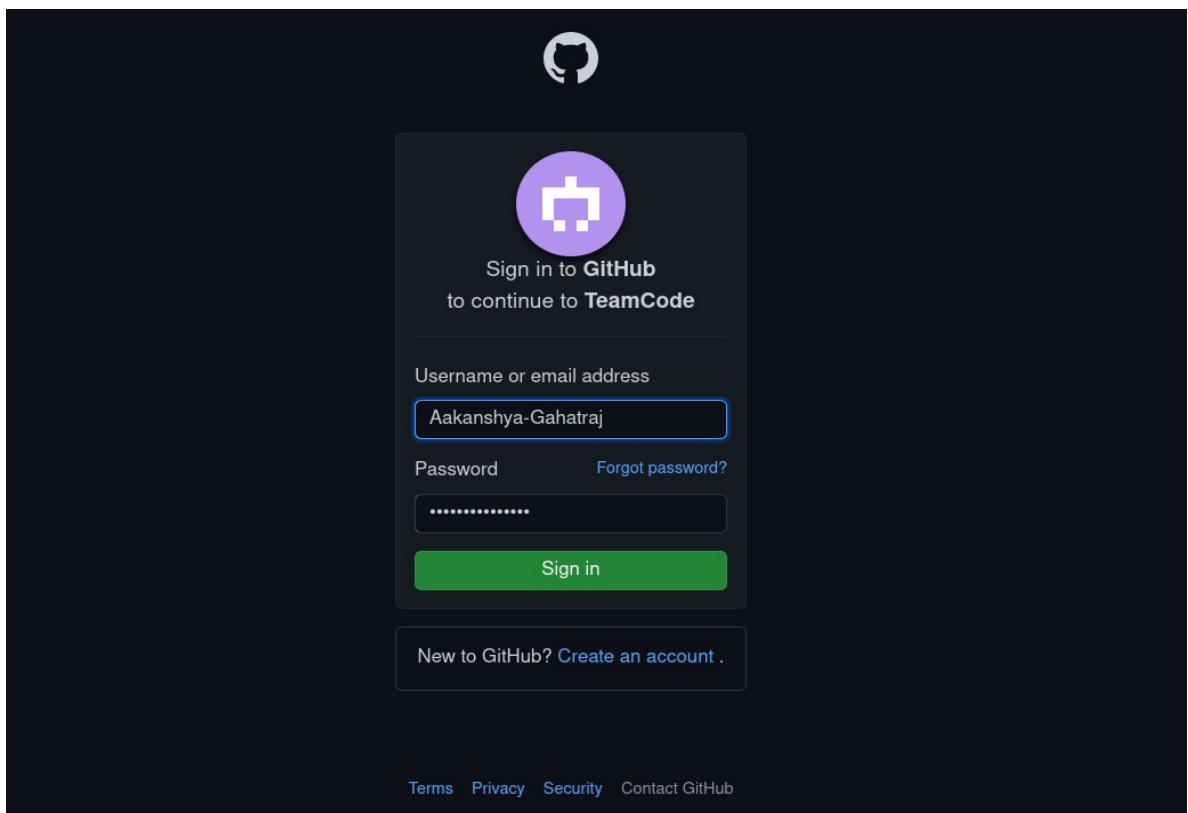 Sign in to GitHub
to continue to TeamCode
Username or email address
Aakanshya-Gahatraj
Password Forgot password?
•••••••••••••••
Sign in
New to GitHub? Create an account .
Terms Privacy Security Contact GitHub